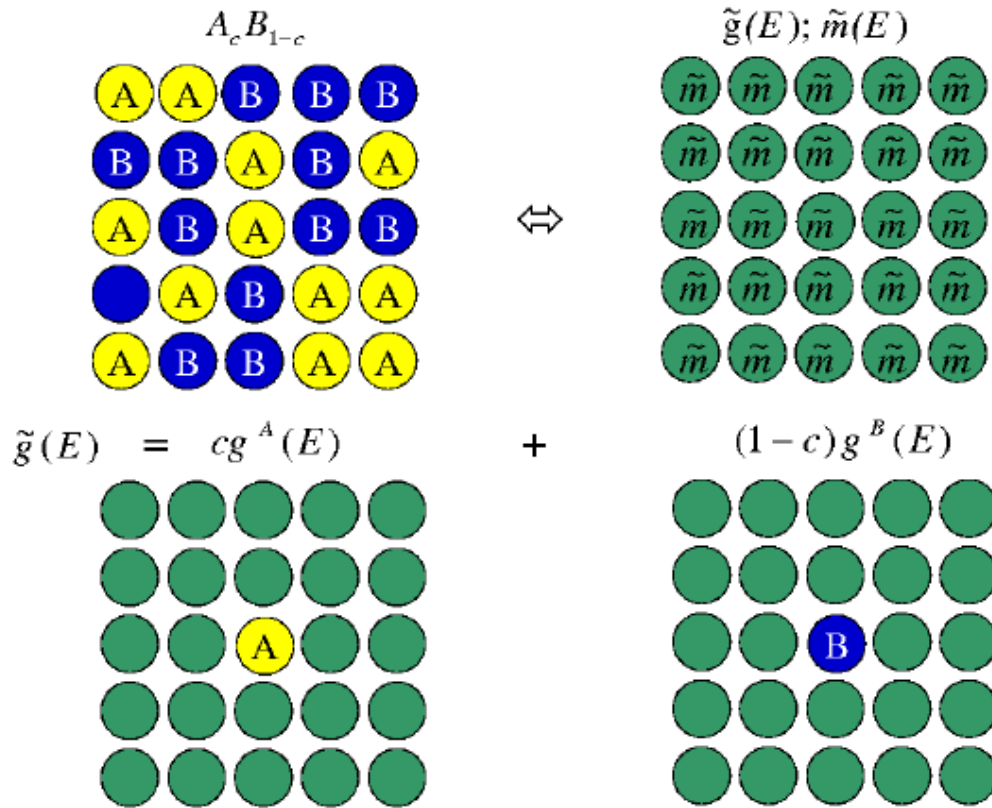 A_c B_{1-c} g̃(E); m̃(E)
A A B B B m̃ m̃ m̃ m̃ m̃
B B A B A m̃ m̃ m̃ m̃ m̃
A B A B B ⇔ m̃ m̃ m̃ m̃ m̃
A B A A m̃ m̃ m̃ m̃ m̃
A B B A A m̃ m̃ m̃ m̃ m̃
g̃(E) = cg^A(E) + (1-c)g^B(E)
A B